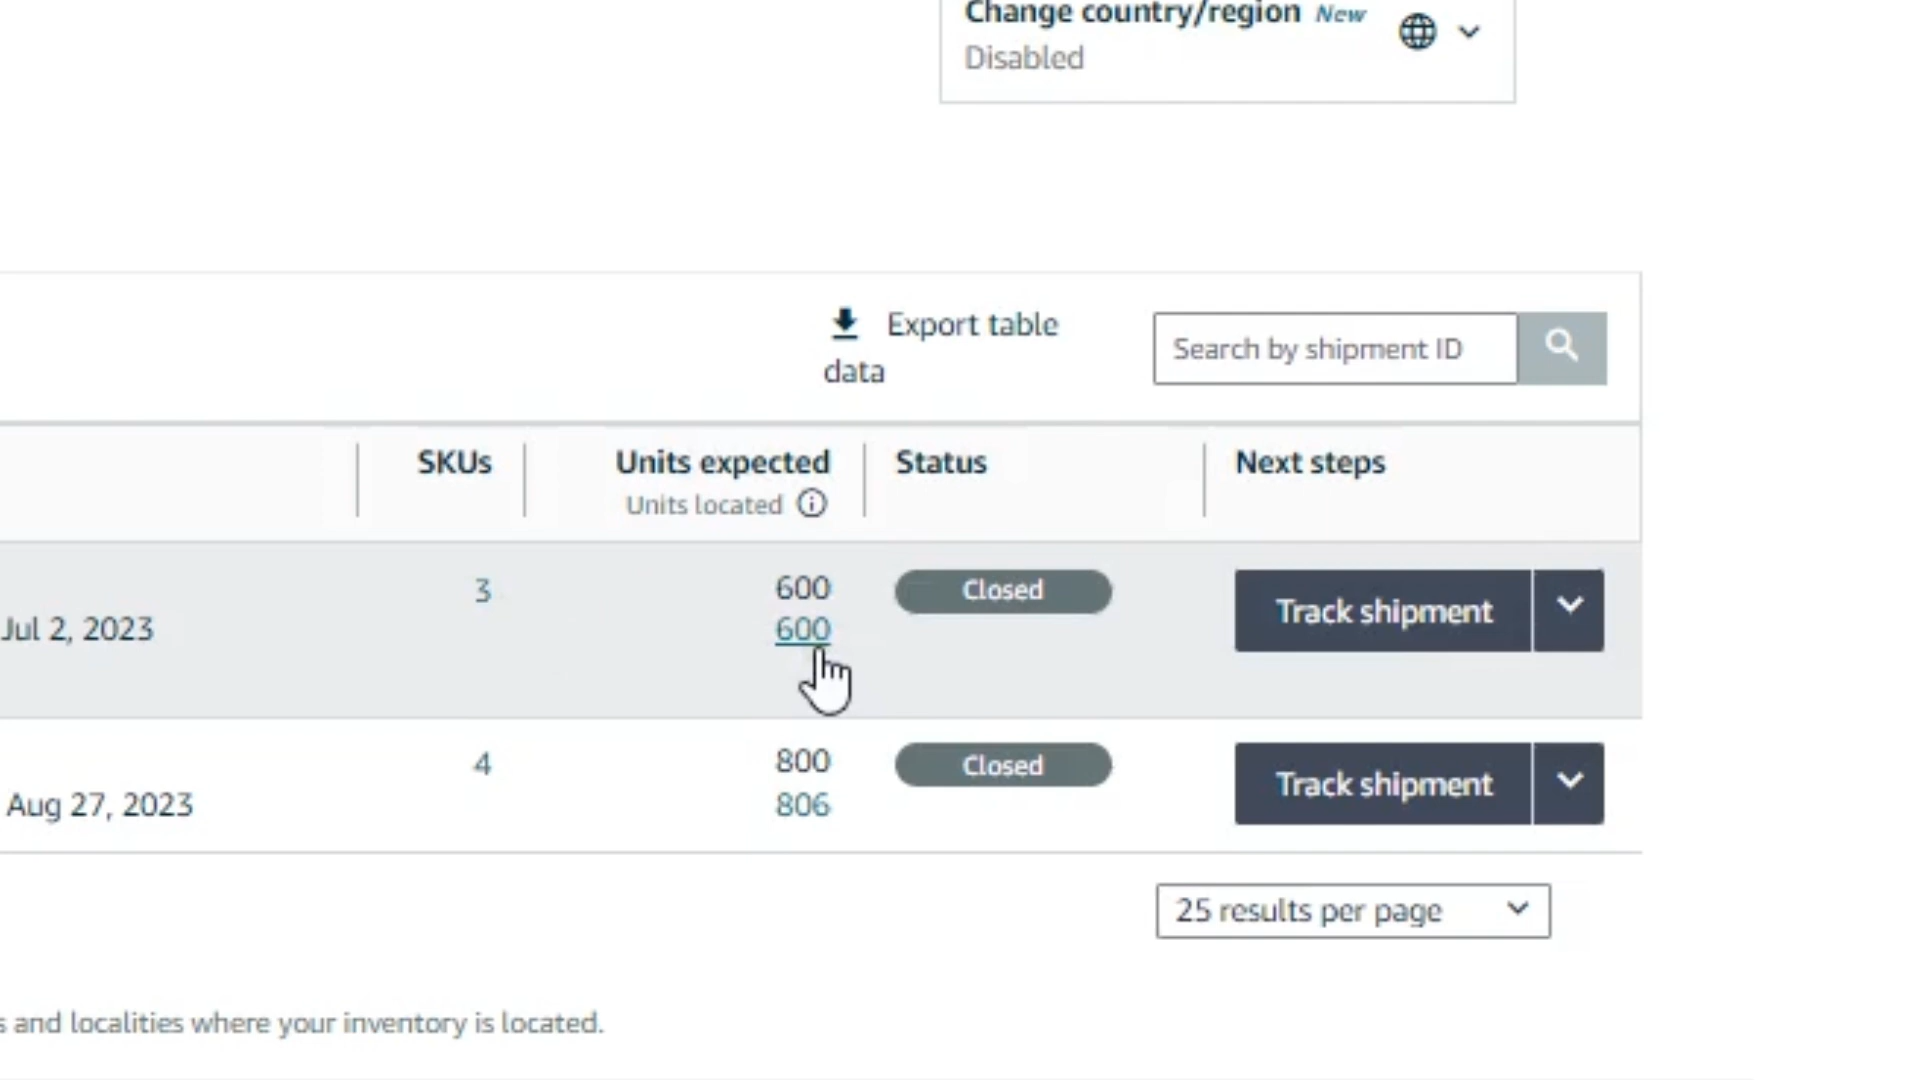 Change country/region New
Disabled
Export table
data
Search by shipment ID
SKUs
Units expected
Units located
Status
Next steps
3
600
Closed
Track shipment
Jul 2, 2023
600
4
800
Closed
Track shipment
Aug 27, 2023
806
25 results per page
and localities where your inventory is located.